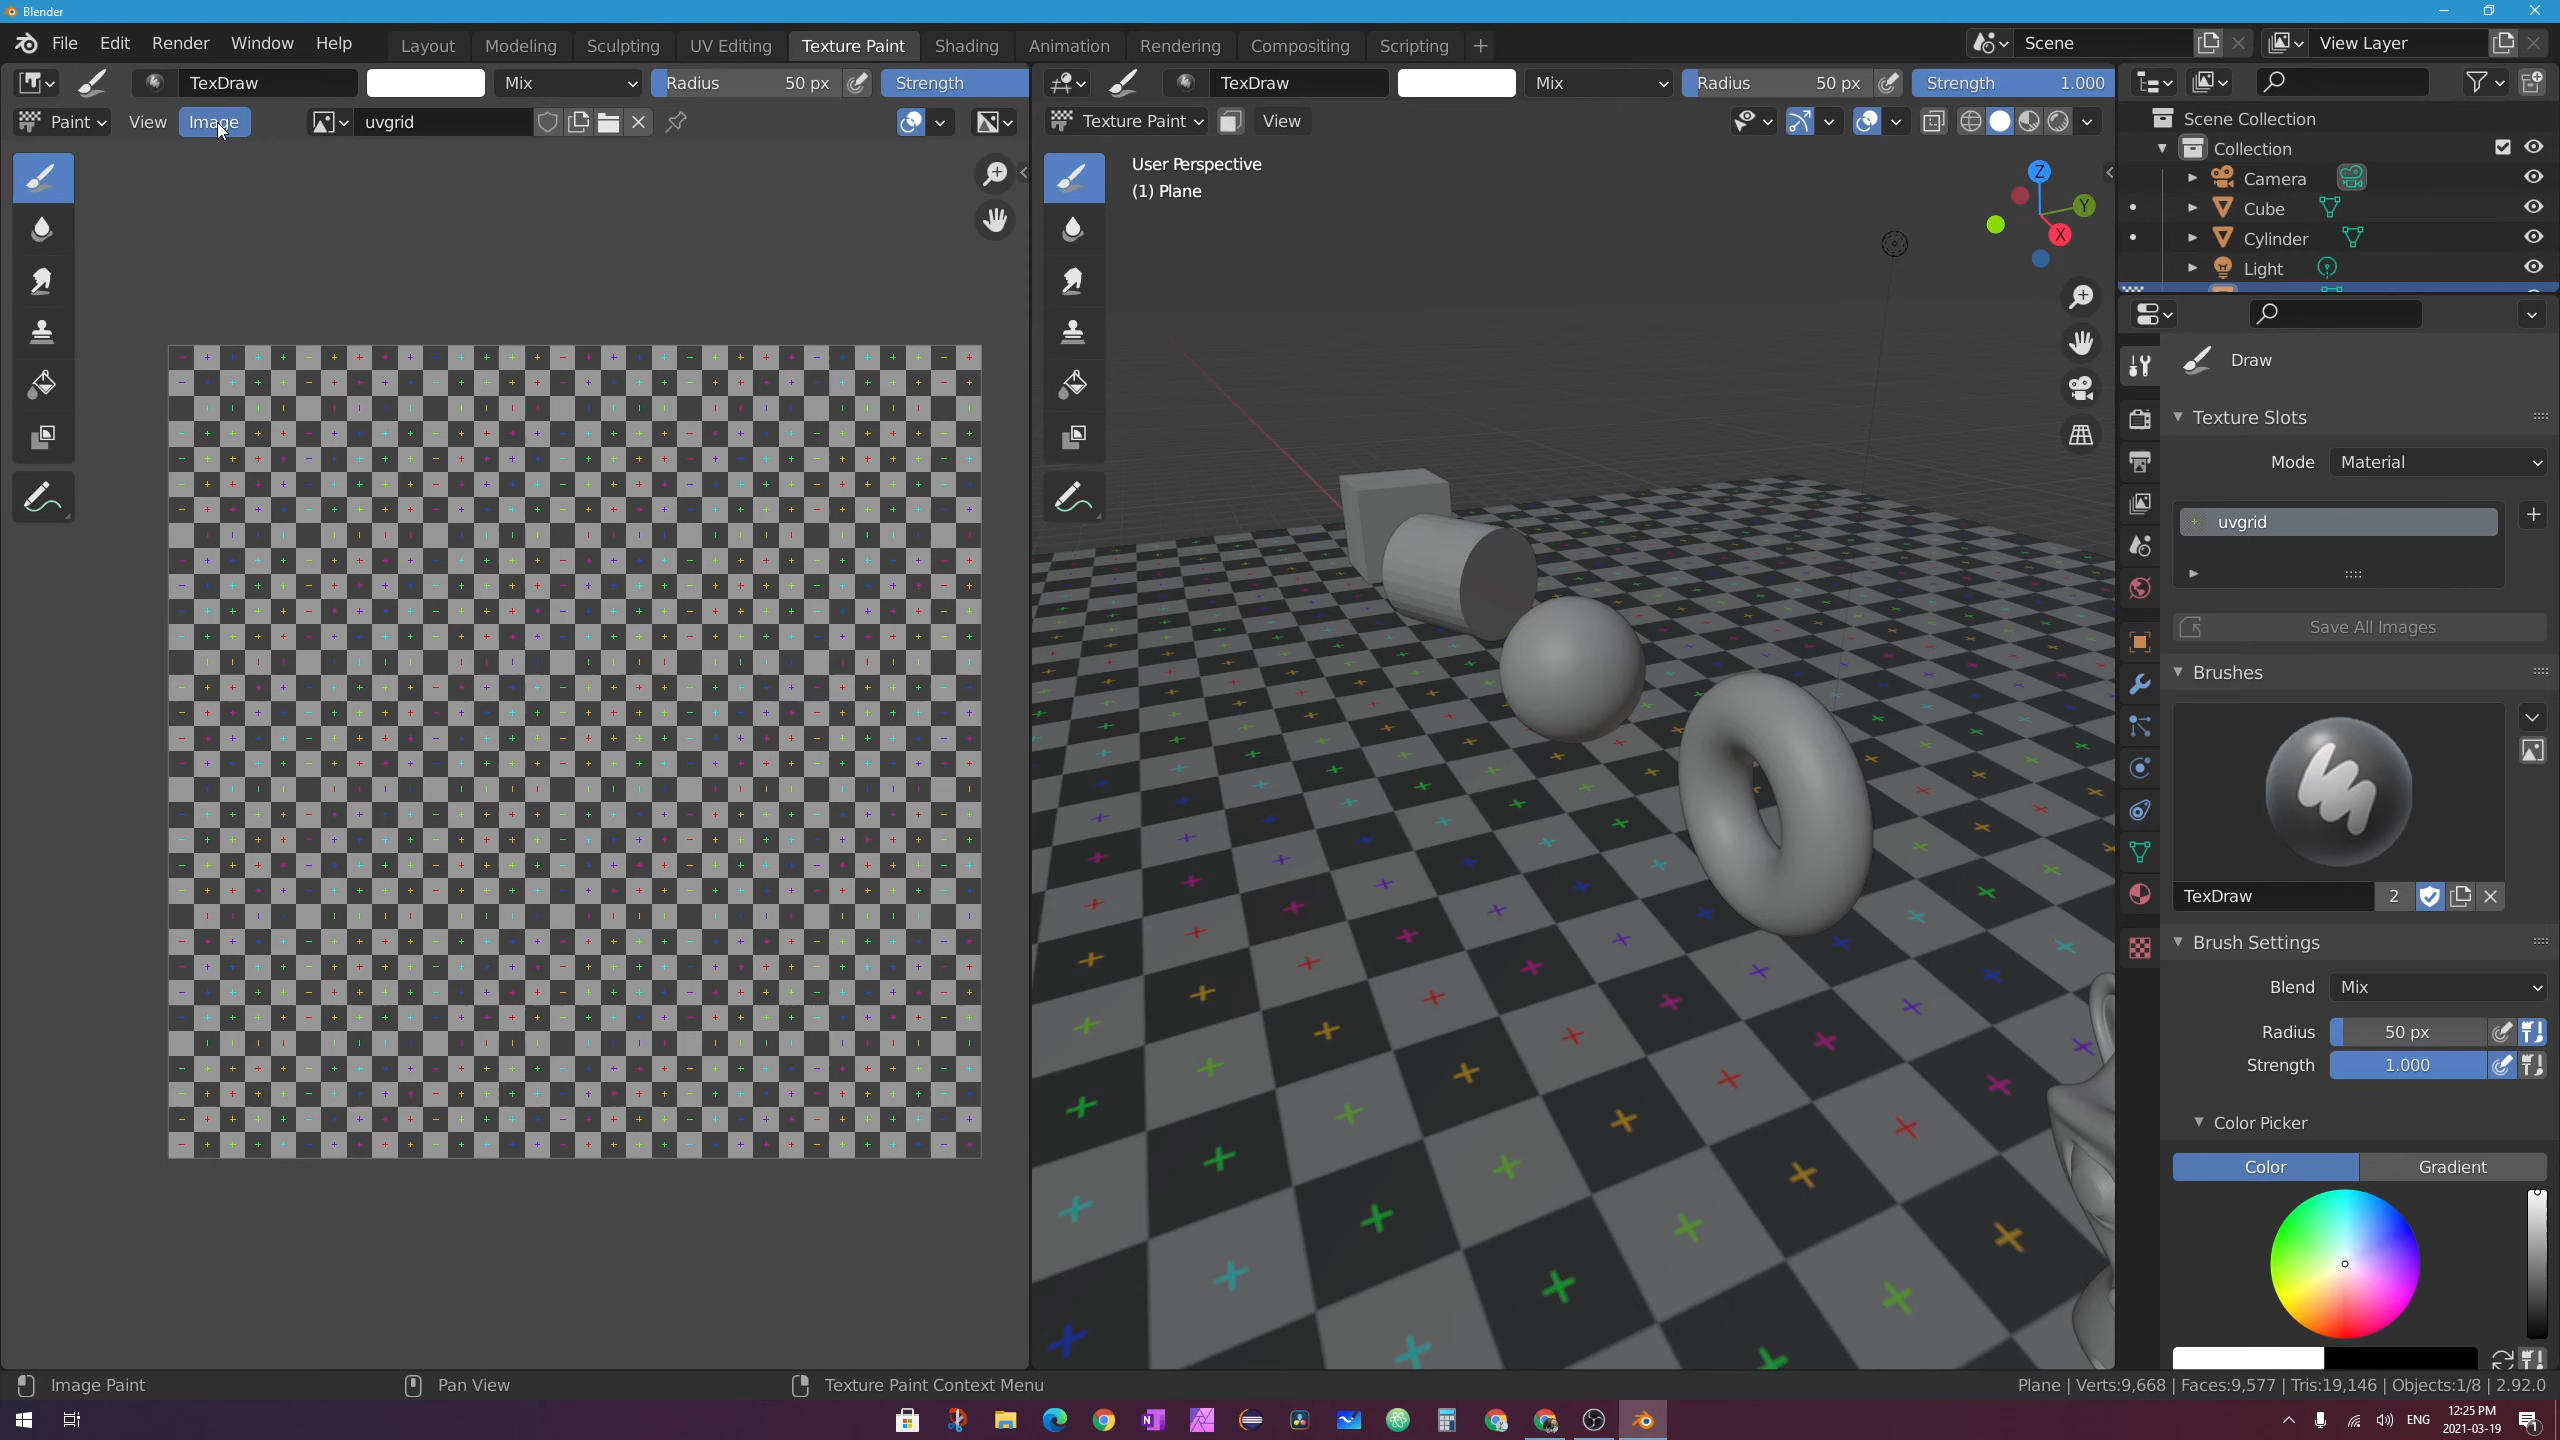 Blender
File Edit Render Window Help Layout Modeling Sculpting UV Editing Texture Paint Shading Animation Rendering Compositing Scripting + Scene View Layer
TexDraw Mix Radius 50 px Strength
TexDraw Mix Radius 50 px Strength 1.000
Paint View Image uvgrid
Texture Paint View
User Perspective
(1) Plane
Z
Y
X
Scene Collection
Collection
Camera
Cube
Cylinder
Light
Draw
Texture Slots
Mode Material
uvgrid
Save All Images
Brushes
TexDraw 2
Brush Settings
Blend Mix
Radius 50 px
Strength 1.000
Color Picker
Color Gradient
Image Paint Pan View Texture Paint Context Menu Plane | Verts:9,668 | Faces:9,577 | Tris:19,146 | Objects:1/8 | 2.92.0
ENG
12:25 PM
2021-03-19
1